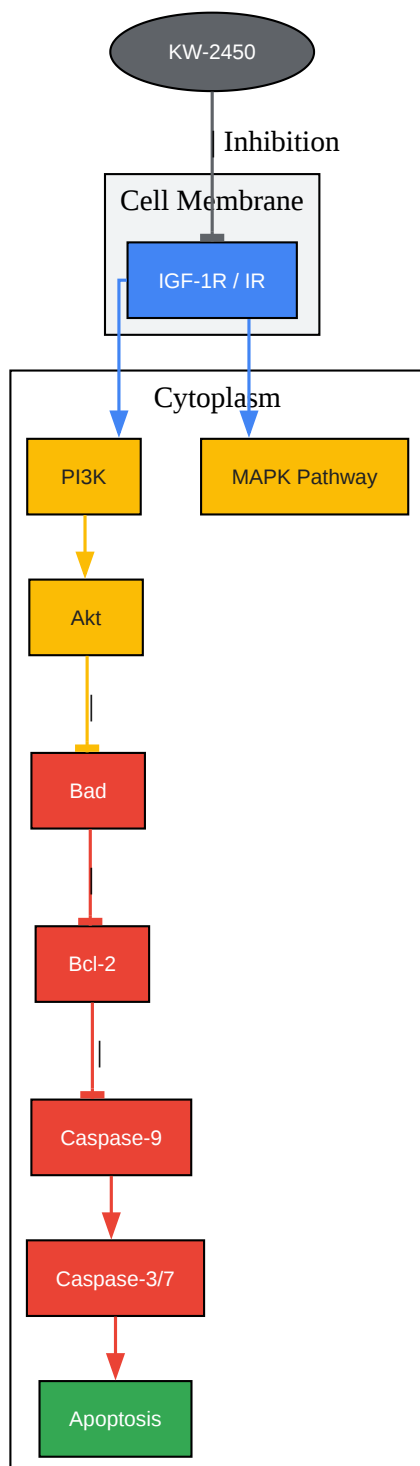 KW-2450
| Inhibition
Cell Membrane
IGF-1R / IR
Cytoplasm
PI3K
MAPK Pathway
Akt
|
Bad
|
Bcl-2
|
Caspase-9
Caspase-3/7
Apoptosis